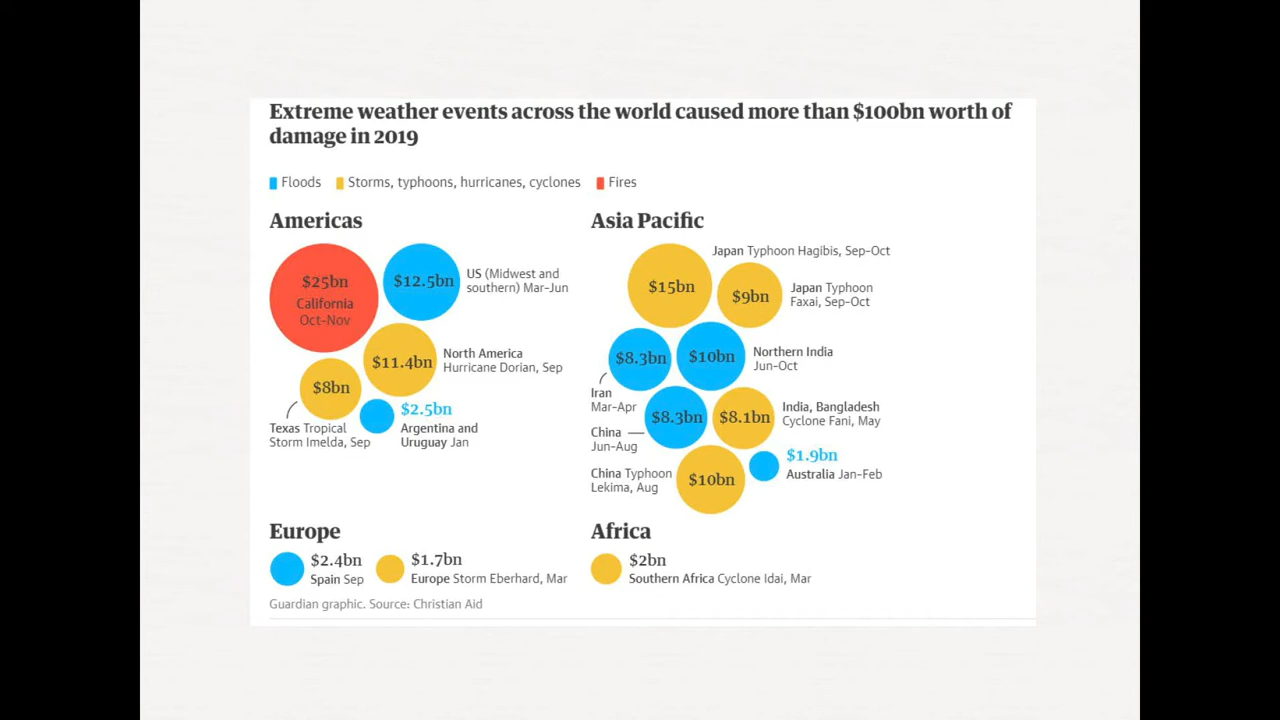 Extreme weather events across the world caused more than $100bn worth of
damage in 2019
Floods
Storms, typhoons, hurricanes, cyclones
Fires
Americas
$25bn
California
Oct-Nov
$12.5bn
US (Midwest and
southern) Mar-Jun
$11.4bn
North America
Hurricane Dorian, Sep
$8bn
Texas Tropical
Storm Imelda, Sep
$2.5bn
Argentina and
Uruguay Jan
Asia Pacific
$15bn
Japan Typhoon Hagibis, Sep-Oct
$9bn
Japan Typhoon
Faxai, Sep-Oct
$8.3bn
Iran
Mar-Apr
$10bn
Northern India
Jun-Oct
$8.3bn
China
Jun-Aug
$8.1bn
India, Bangladesh
Cyclone Fani, May
$10bn
China Typhoon
Lekima, Aug
$1.9bn
Australia Jan-Feb
Europe
$2.4bn
Spain Sep
$1.7bn
Europe Storm Eberhard, Mar
Africa
$2bn
Southern Africa Cyclone Idai, Mar
Guardian graphic. Source: Christian Aid